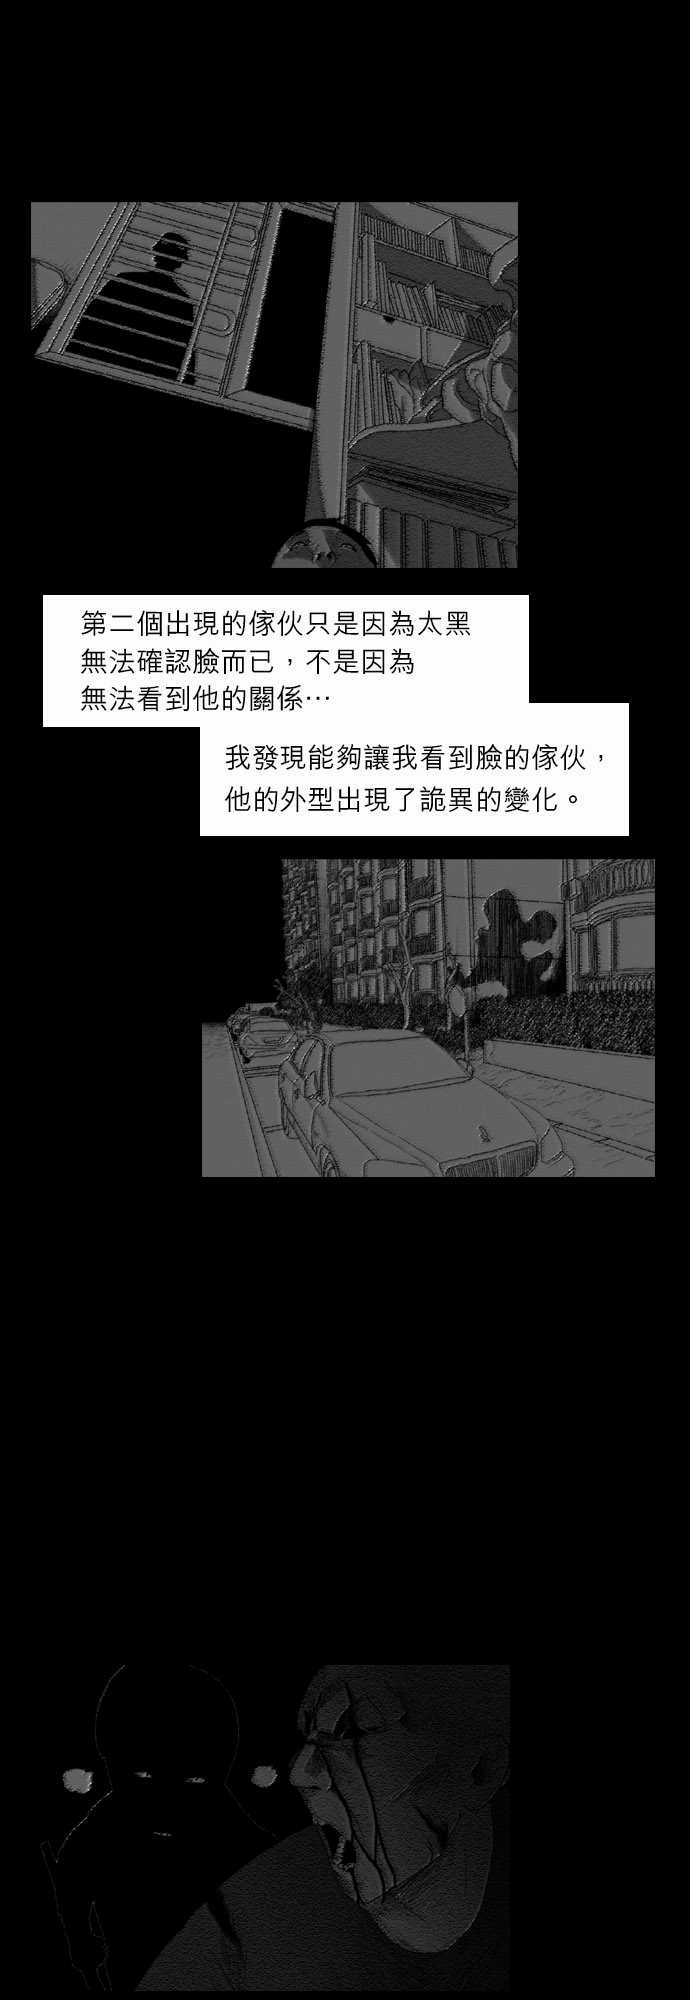 第二個出現的傢伙只是因為太黑
無法確認臉而已，不是因為
無法看到他的關係⋯
我發現能夠讓我看到臉的傢伙，
他的外型出現了詭異的變化。